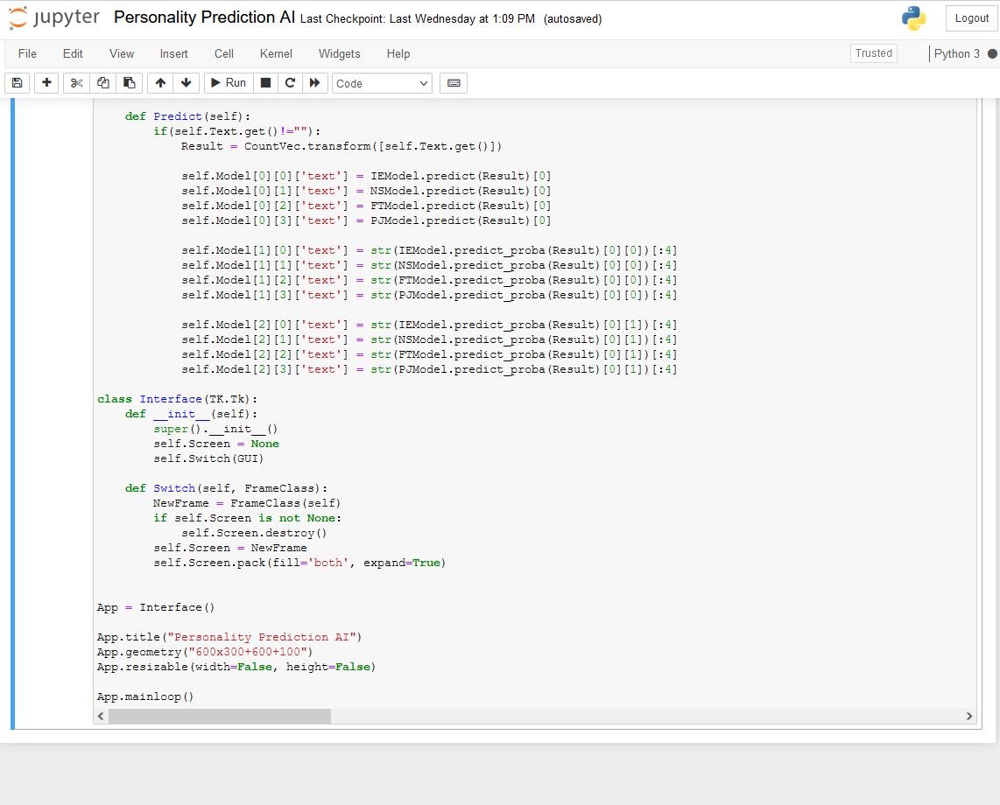 jupyter Personality Prediction AI Last Checkpoint: Last Wednesday at 1:09 PM (autosaved)
Logout
File Edit View Insert Cell Kernel Widgets Help Trusted Python 3
Run Code
    def Predict(self):
        if(self.Text.get()!=""):
            Result = CountVec.transform([self.Text.get()])

            self.Model[0][0]['text'] = IEModel.predict(Result)[0]
            self.Model[0][1]['text'] = NSModel.predict(Result)[0]
            self.Model[0][2]['text'] = FTModel.predict(Result)[0]
            self.Model[0][3]['text'] = PJModel.predict(Result)[0]

            self.Model[1][0]['text'] = str(IEModel.predict_proba(Result)[0][0])[:4]
            self.Model[1][1]['text'] = str(NSModel.predict_proba(Result)[0][0])[:4]
            self.Model[1][2]['text'] = str(FTModel.predict_proba(Result)[0][0])[:4]
            self.Model[1][3]['text'] = str(PJModel.predict_proba(Result)[0][0])[:4]

            self.Model[2][0]['text'] = str(IEModel.predict_proba(Result)[0][1])[:4]
            self.Model[2][1]['text'] = str(NSModel.predict_proba(Result)[0][1])[:4]
            self.Model[2][2]['text'] = str(FTModel.predict_proba(Result)[0][1])[:4]
            self.Model[2][3]['text'] = str(PJModel.predict_proba(Result)[0][1])[:4]

class Interface(TK.Tk):
    def __init__(self):
        super().__init__()
        self.Screen = None
        self.Switch(GUI)

    def Switch(self, FrameClass):
        NewFrame = FrameClass(self)
        if self.Screen is not None:
            self.Screen.destroy()
        self.Screen = NewFrame
        self.Screen.pack(fill='both', expand=True)


App = Interface()

App.title("Personality Prediction AI")
App.geometry("600x300+600+100")
App.resizable(width=False, height=False)

App.mainloop()